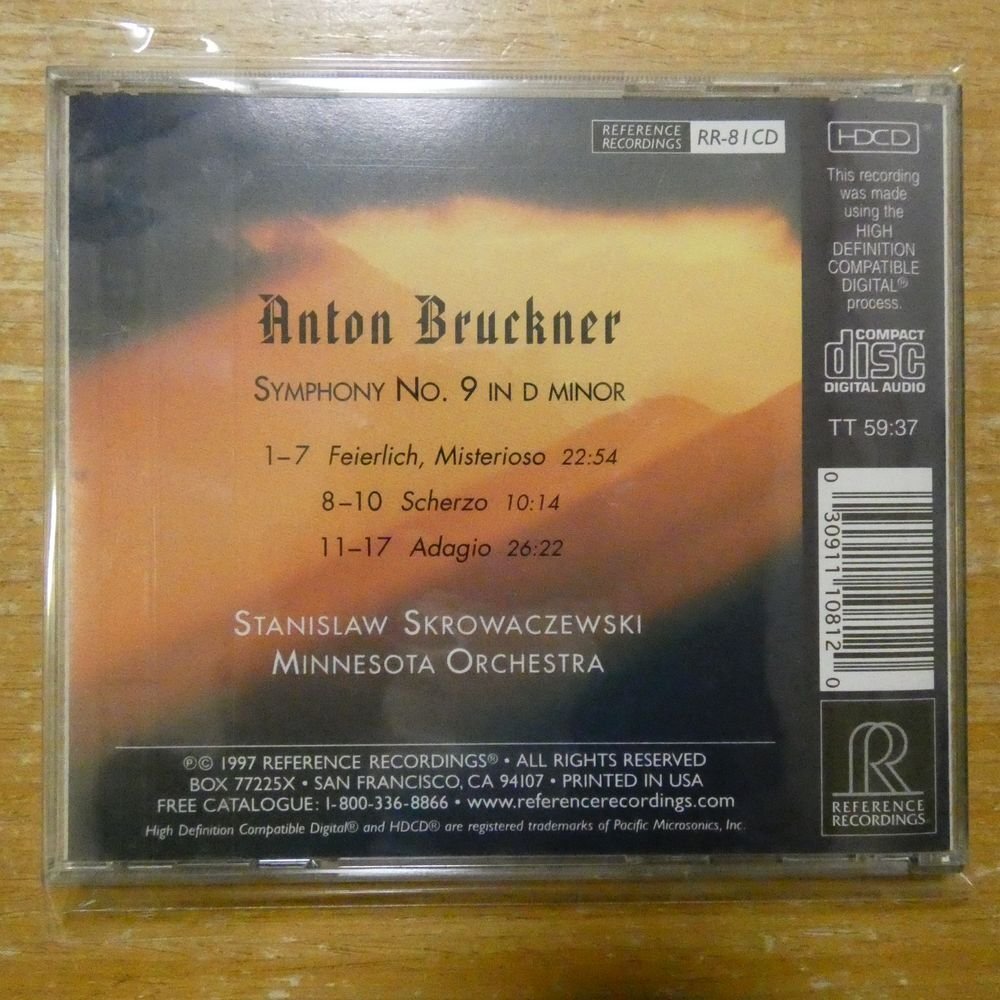 REFERENCE
RECORDINGS
RR-81CD
Anton Bruckner
SYMPHONY NO. 9 IN D MINOR
1–7 Feierlich, Misterioso 22:54
8–10 Scherzo 10:14
11–17 Adagio 26:22
STANISLAW SKROWACZEWSKI
MINNESOTA ORCHESTRA
℗© 1997 REFERENCE RECORDINGS® • ALL RIGHTS RESERVED
BOX 77225X • SAN FRANCISCO, CA 94107 • PRINTED IN USA
FREE CATALOGUE: 1-800-336-8866 • www.referencerecordings.com
High Definition Compatible Digital® and HDCD® are registered trademarks of Pacific Microsonics, Inc.
HDCD®
This recording
was made
using the
HIGH
DEFINITION
COMPATIBLE
DIGITAL®
process.
COMPACT
disc
DIGITAL AUDIO
TT 59:37
0 30911 10812 0
RR
REFERENCE
RECORDINGS®